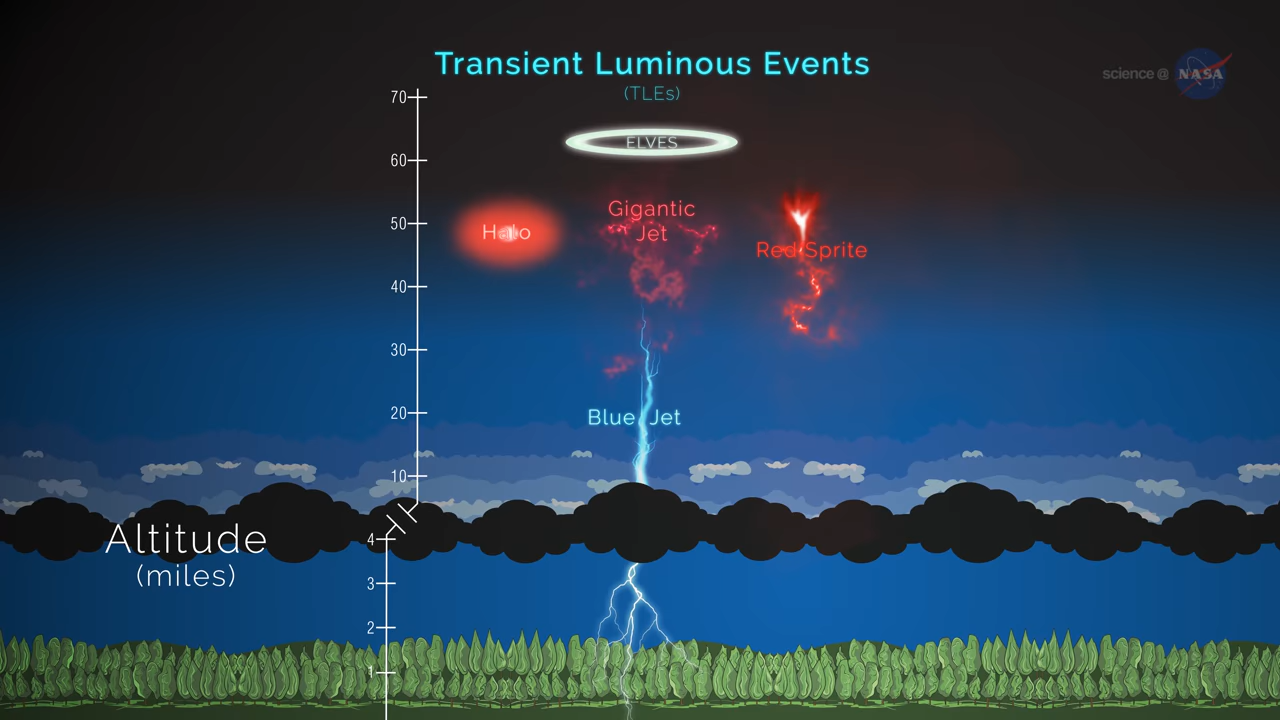 Transient Luminous Events
(TLEs)
science @ NASA
70
ELVES
60
Gigantic
Jet
50
Halo
Red Sprite
40
30
20
Blue Jet
10
Altitude
(miles)
4
3
2
1